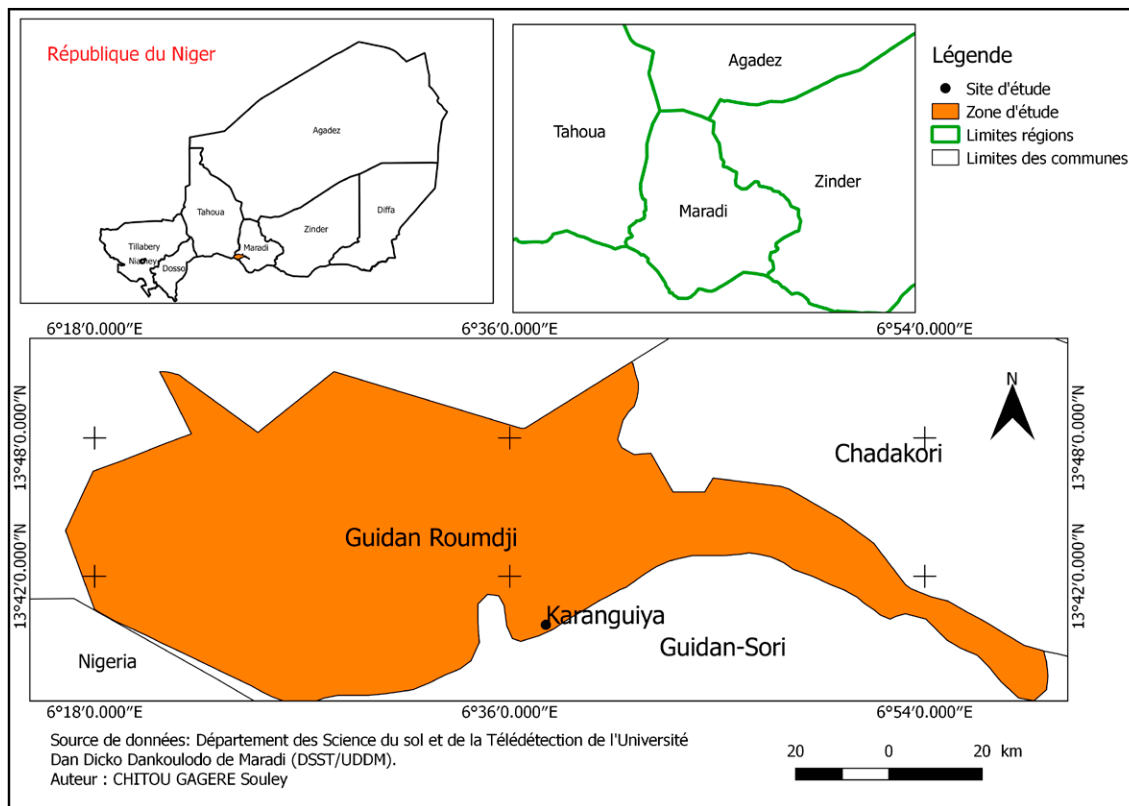 République du Niger
Agadez
Tahoua
Zinder
Diffa
Maradi
Tillabery
Niamey
Dosso
Agadez
Tahoua
Zinder
Maradi
Légende
Site d'étude
Zone d'étude
Limites régions
Limites des communes
6°18′0.000″E 6°36′0.000″E 6°54′0.000″E
13°48′0.000″N
13°42′0.000″N
N
Chadakori
Guidan Roumdji
Karanguiya
Guidan-Sori
Nigeria
13°48′0.000″N
13°42′0.000″N
6°18′0.000″E 6°36′0.000″E 6°54′0.000″E
Source de données: Département des Science du sol et de la Télédétection de l'Université
Dan Dicko Dankoulodo de Maradi (DSST/UDDM).
Auteur : CHITOU GAGERE Souley
20 0 20 km